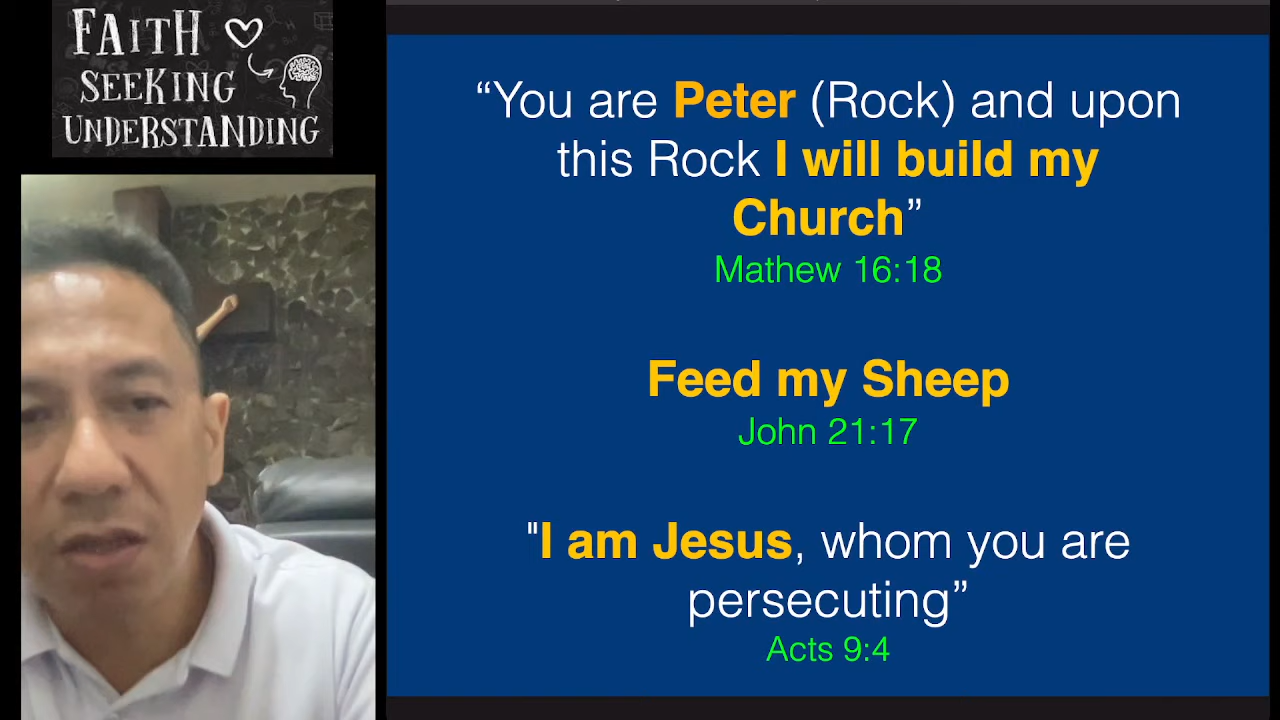 FAITH
SEEKING
UNDERSTANDING
“You are Peter (Rock) and upon
this Rock I will build my
Church”
Mathew 16:18
Feed my Sheep
John 21:17
"I am Jesus, whom you are
persecuting”
Acts 9:4